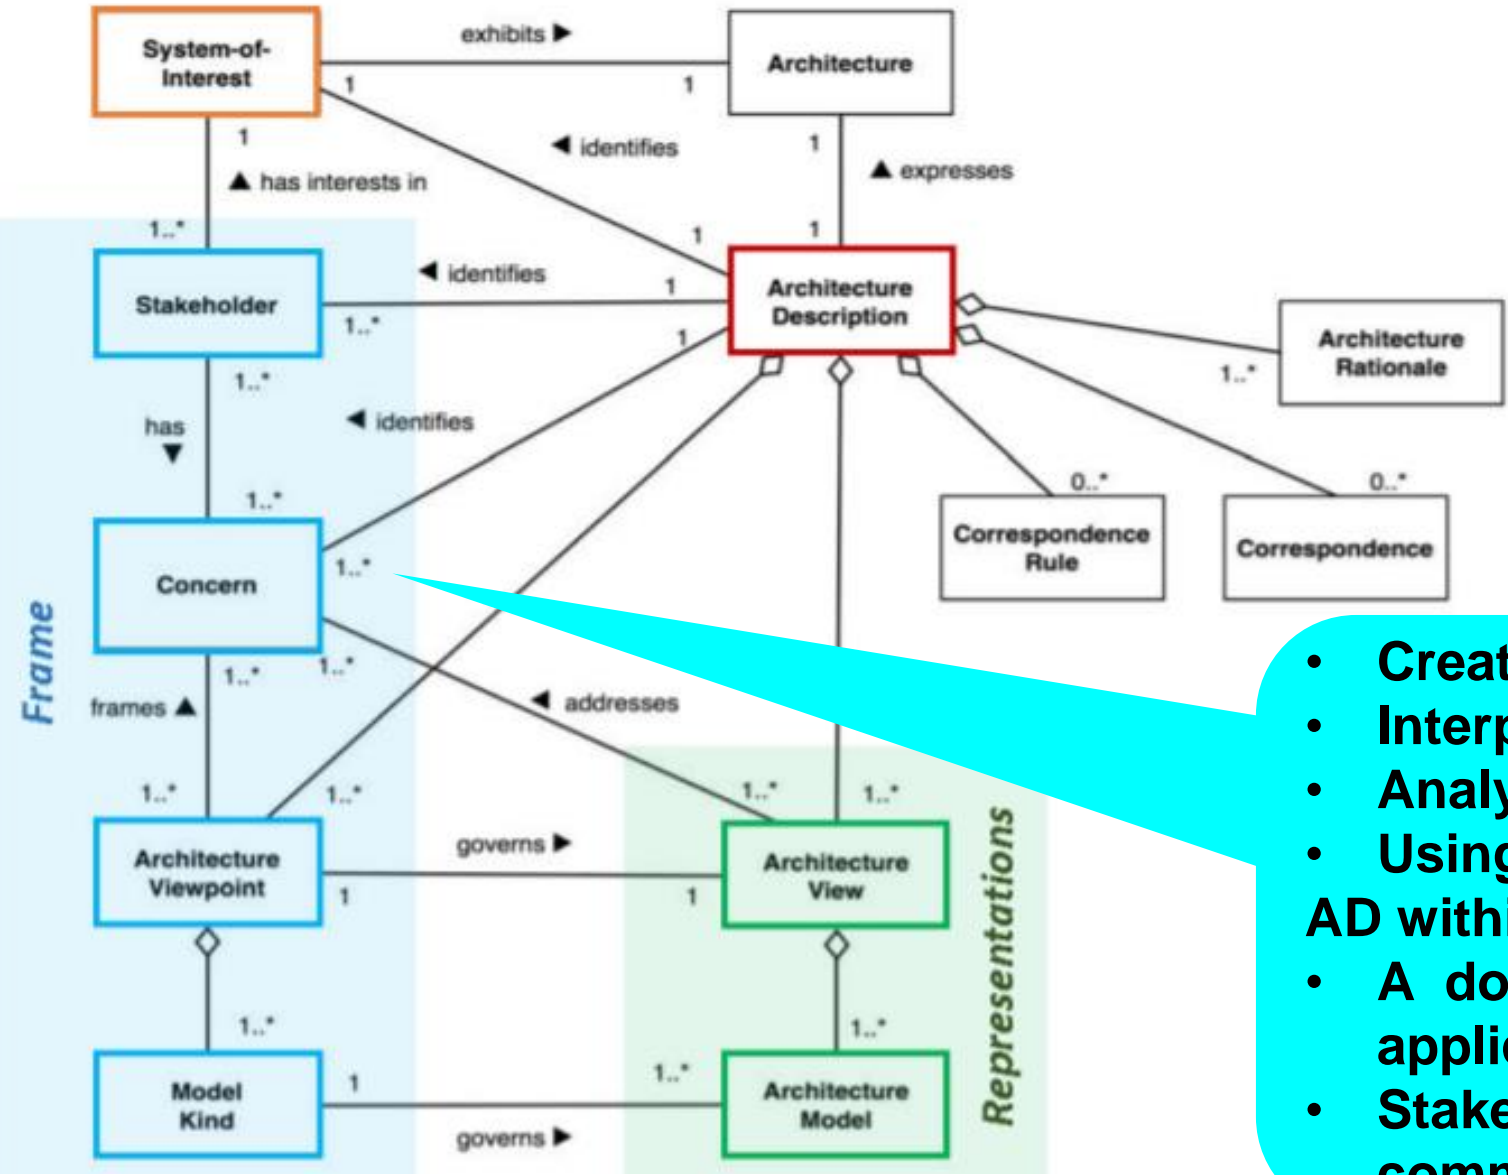 System-of-
Interest
exhibits ▶
Architecture
1
1
1
◀ identifies
1
▲ has interests in
▲ expresses
1..*
1
1
Stakeholder
◀ identifies
1
1..*
Architecture
Description
1
Architecture
Rationale
1..*
1..*
has
▼
◀ identifies
1..*
0..*
0..*
Concern
1..*
Correspondence
Rule
Correspondence
Frame
1..*
1..*
frames ▲
◀ addresses
1..*
1..*
1..*
1..*
Architecture
Viewpoint
governs ▶
1
1
Architecture
View
Representations
1..*
1..*
Model
Kind
1
1..*
governs ▶
Architecture
Model
•
•
•
• Using
AD
• A
•